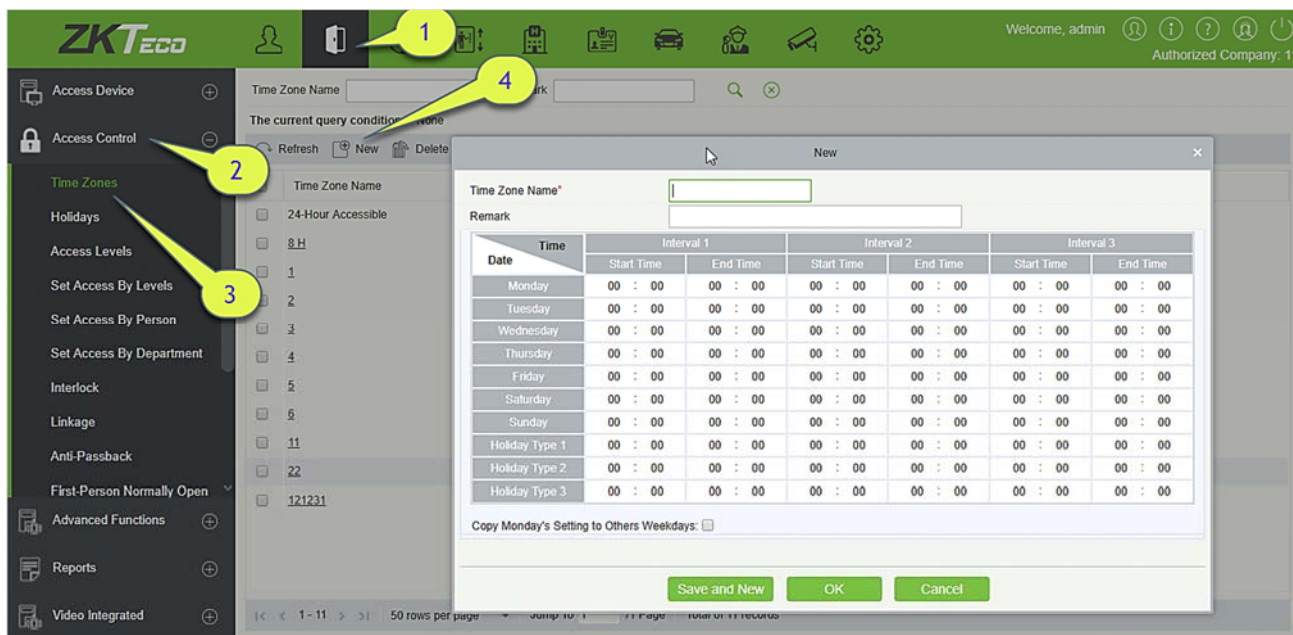 ZKTeco
1
Welcome, admin
Authorized Company: 1
Access Device
Access Control
2
Time Zones
3
Holidays
Access Levels
Set Access By Levels
Set Access By Person
Set Access By Department
Interlock
Linkage
Anti-Passback
First-Person Normally Open
Advanced Functions
Reports
Video Integrated
Time Zone Name
4
The current query condition None
Refresh New Delete
Time Zone Name
24-Hour Accessible
8 H
1
2
3
4
5
6
11
22
121231
1 - 11 50 rows per page Jump To 1 /1 Page Total of 11 records
New
Time Zone Name*
Remark
Time Interval 1 Interval 2 Interval 3
Date Start Time End Time Start Time End Time Start Time End Time
Monday 00 : 00 00 : 00 00 : 00 00 : 00 00 : 00 00 : 00
Tuesday 00 : 00 00 : 00 00 : 00 00 : 00 00 : 00 00 : 00
Wednesday 00 : 00 00 : 00 00 : 00 00 : 00 00 : 00 00 : 00
Thursday 00 : 00 00 : 00 00 : 00 00 : 00 00 : 00 00 : 00
Friday 00 : 00 00 : 00 00 : 00 00 : 00 00 : 00 00 : 00
Saturday 00 : 00 00 : 00 00 : 00 00 : 00 00 : 00 00 : 00
Sunday 00 : 00 00 : 00 00 : 00 00 : 00 00 : 00 00 : 00
Holiday Type 1 00 : 00 00 : 00 00 : 00 00 : 00 00 : 00 00 : 00
Holiday Type 2 00 : 00 00 : 00 00 : 00 00 : 00 00 : 00 00 : 00
Holiday Type 3 00 : 00 00 : 00 00 : 00 00 : 00 00 : 00 00 : 00
Copy Monday's Setting to Others Weekdays:
Save and New OK Cancel